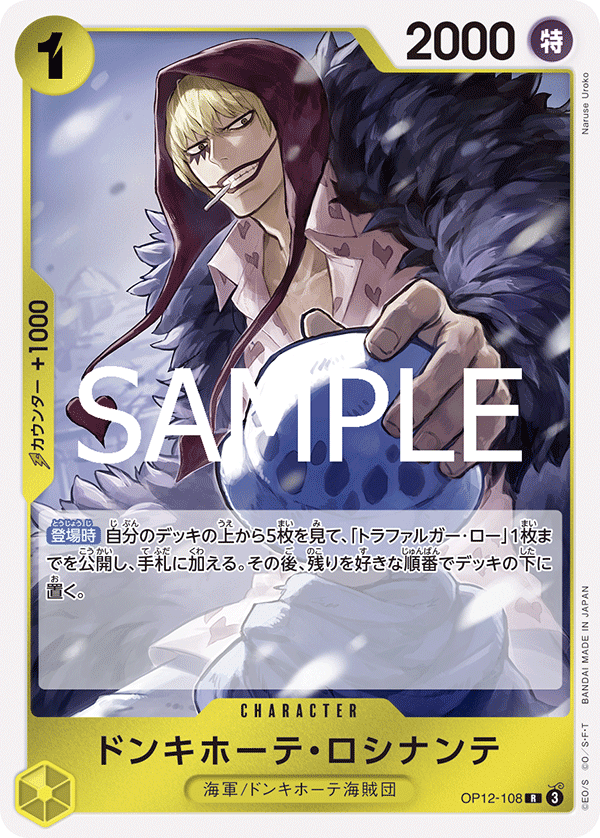 1
2000 特
Naruse Uroko
カウンター +1000
SAMPLE
登場時 自分のデッキの上から5枚を見て、「トラファルガー・ロー」1枚ま
でを公開し、手札に加える。その後、残りを好きな順番でデッキの下に
置く。
CHARACTER
ドンキホーテ・ロシナンテ
海軍/ドンキホーテ海賊団
OP12-108 R 3
©E.O/S ©O/S・F・T BANDAI MADE IN JAPAN